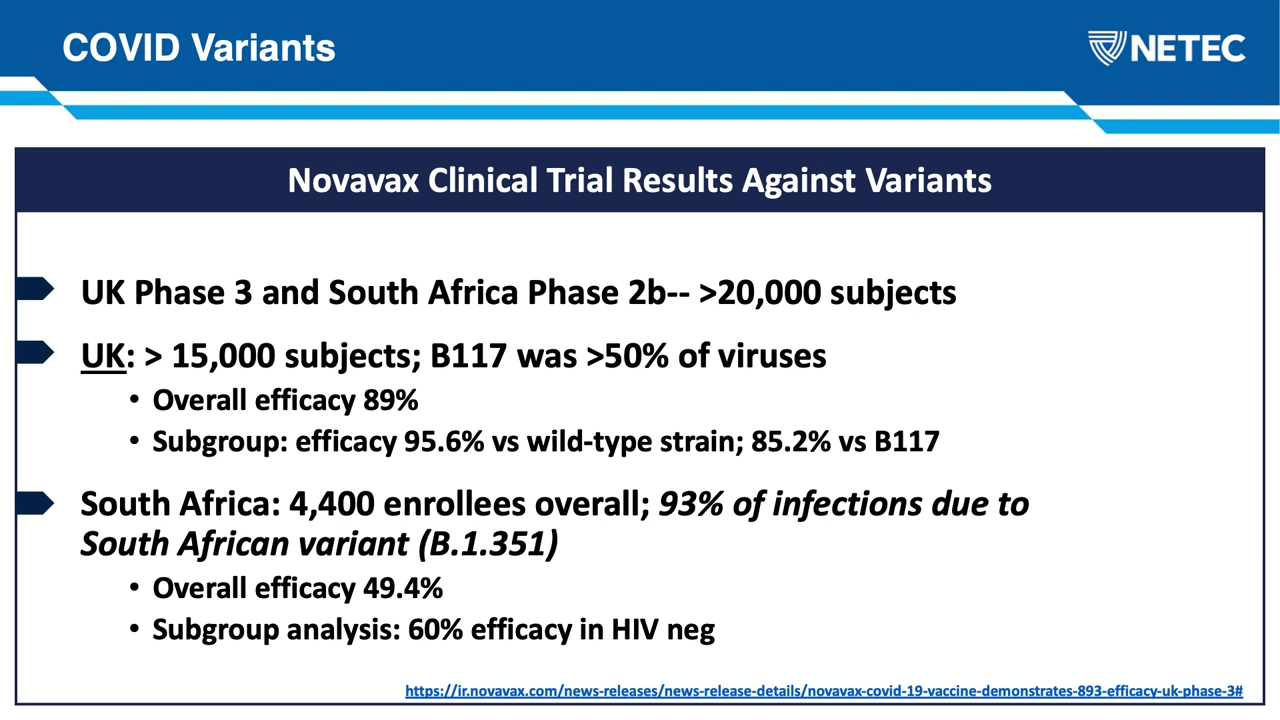 COVID Variants
NETEC
Novavax Clinical Trial Results Against Variants
UK Phase 3 and South Africa Phase 2b-- >20,000 subjects
UK: > 15,000 subjects; B117 was >50% of viruses
• Overall efficacy 89%
• Subgroup: efficacy 95.6% vs wild-type strain; 85.2% vs B117
South Africa: 4,400 enrollees overall; 93% of infections due to
South African variant (B.1.351)
• Overall efficacy 49.4%
• Subgroup analysis: 60% efficacy in HIV neg
https://ir.novavax.com/news-releases/news-release-details/novavax-covid-19-vaccine-demonstrates-893-efficacy-uk-phase-3#